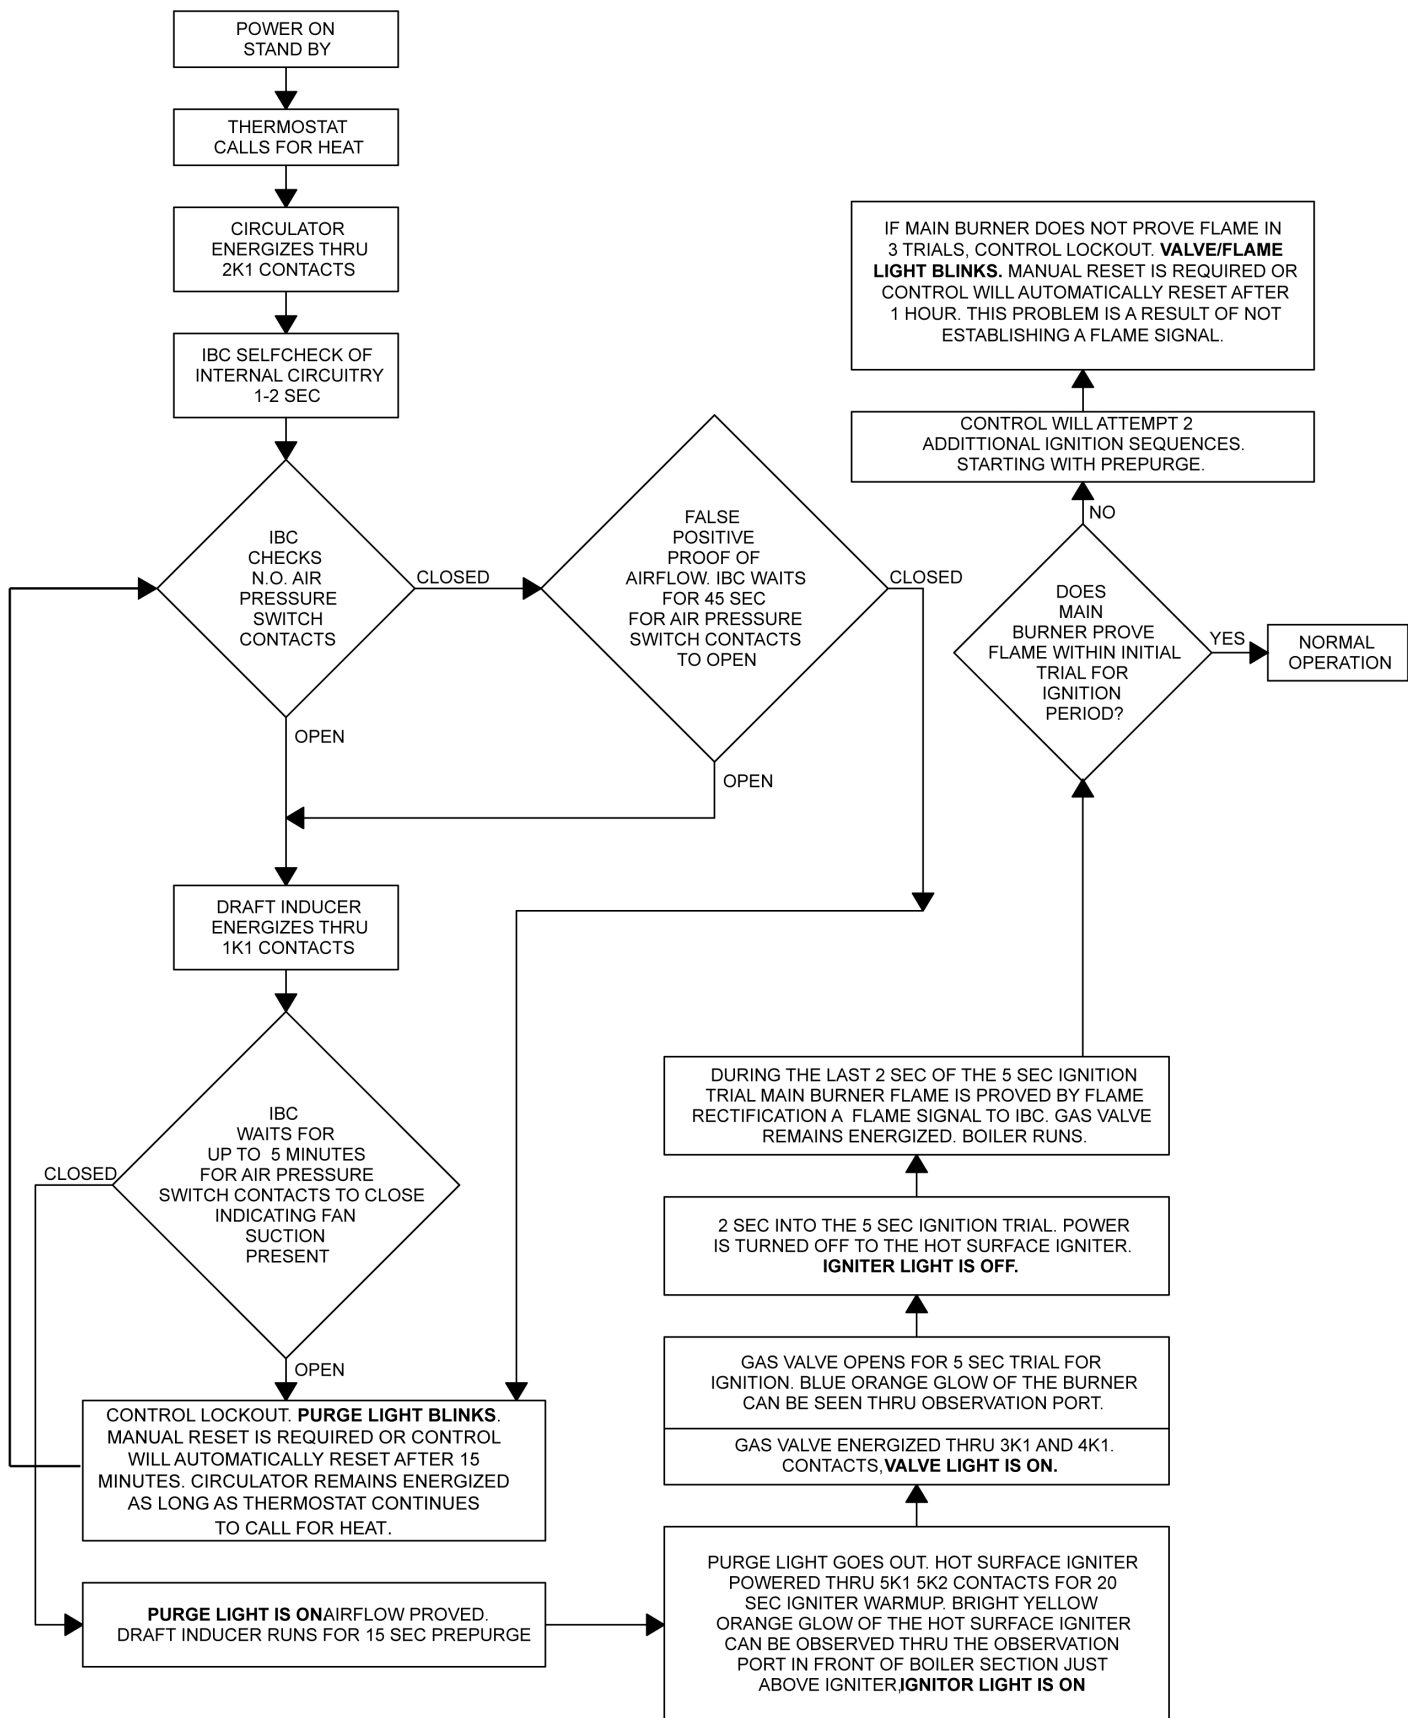 POWER ON
STAND BY
THERMOSTAT
CALLS FOR HEAT
CIRCULATOR
ENERGIZES THRU
2K1 CONTACTS
IBC SELFCHECK OF
INTERNAL CIRCUITRY
1-2 SEC
IBC
CHECKS
N.O. AIR
PRESSURE
SWITCH
CONTACTS
CLOSED
OPEN
FALSE
POSITIVE
PROOF OF
AIRFLOW. IBC WAITS
FOR 45 SEC
FOR AIR PRESSURE
SWITCH CONTACTS
TO OPEN
CLOSED
OPEN
DRAFT INDUCER
ENERGIZES THRU
1K1 CONTACTS
IBC
WAITS FOR
UP TO 5 MINUTES
FOR AIR PRESSURE
SWITCH CONTACTS TO CLOSE
INDICATING FAN
SUCTION
PRESENT
CLOSED
OPEN
CONTROL LOCKOUT. PURGE LIGHT BLINKS.
MANUAL RESET IS REQUIRED OR CONTROL
WILL AUTOMATICALLY RESET AFTER 15
MINUTES. CIRCULATOR REMAINS ENERGIZED
AS LONG AS THERMOSTAT CONTINUES
TO CALL FOR HEAT.
PURGE LIGHT IS ONAIRFLOW PROVED.
DRAFT INDUCER RUNS FOR 15 SEC PREPURGE
PURGE LIGHT GOES OUT. HOT SURFACE IGNITER
POWERED THRU 5K1 5K2 CONTACTS FOR 20
SEC IGNITER WARMUP. BRIGHT YELLOW
ORANGE GLOW OF THE HOT SURFACE IGNITER
CAN BE OBSERVED THRU THE OBSERVATION
PORT IN FRONT OF BOILER SECTION JUST
ABOVE IGNITER,IGNITOR LIGHT IS ON
GAS VALVE OPENS FOR 5 SEC TRIAL FOR
IGNITION. BLUE ORANGE GLOW OF THE BURNER
CAN BE SEEN THRU OBSERVATION PORT.
GAS VALVE ENERGIZED THRU 3K1 AND 4K1.
CONTACTS,VALVE LIGHT IS ON.
2 SEC INTO THE 5 SEC IGNITION TRIAL. POWER
IS TURNED OFF TO THE HOT SURFACE IGNITER.
IGNITER LIGHT IS OFF.
DURING THE LAST 2 SEC OF THE 5 SEC IGNITION
TRIAL MAIN BURNER FLAME IS PROVED BY FLAME
RECTIFICATION A FLAME SIGNAL TO IBC. GAS VALVE
REMAINS ENERGIZED. BOILER RUNS.
DOES
MAIN
BURNER PROVE
FLAME WITHIN INITIAL
TRIAL FOR
IGNITION
PERIOD?
YES
NORMAL
OPERATION
NO
CONTROL WILL ATTEMPT 2
ADDITTIONAL IGNITION SEQUENCES.
STARTING WITH PREPURGE.
IF MAIN BURNER DOES NOT PROVE FLAME IN
3 TRIALS, CONTROL LOCKOUT. VALVE/FLAME
LIGHT BLINKS. MANUAL RESET IS REQUIRED OR
CONTROL WILL AUTOMATICALLY RESET AFTER
1 HOUR. THIS PROBLEM IS A RESULT OF NOT
ESTABLISHING A FLAME SIGNAL.